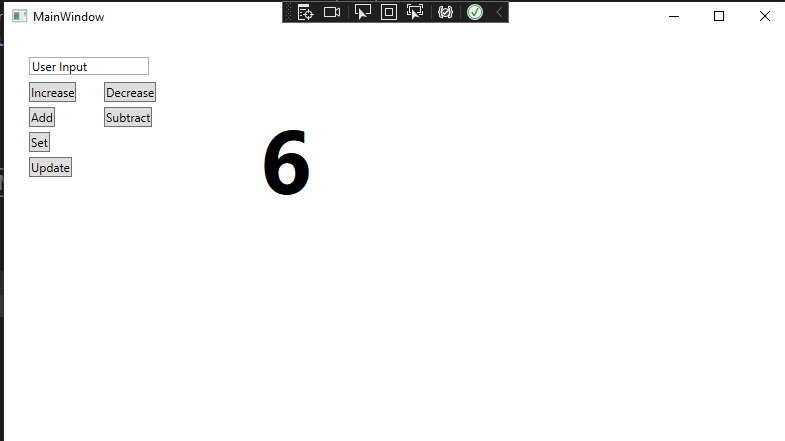 MainWindow
User Input
Increase Decrease
Add Subtract
Set
Update
6